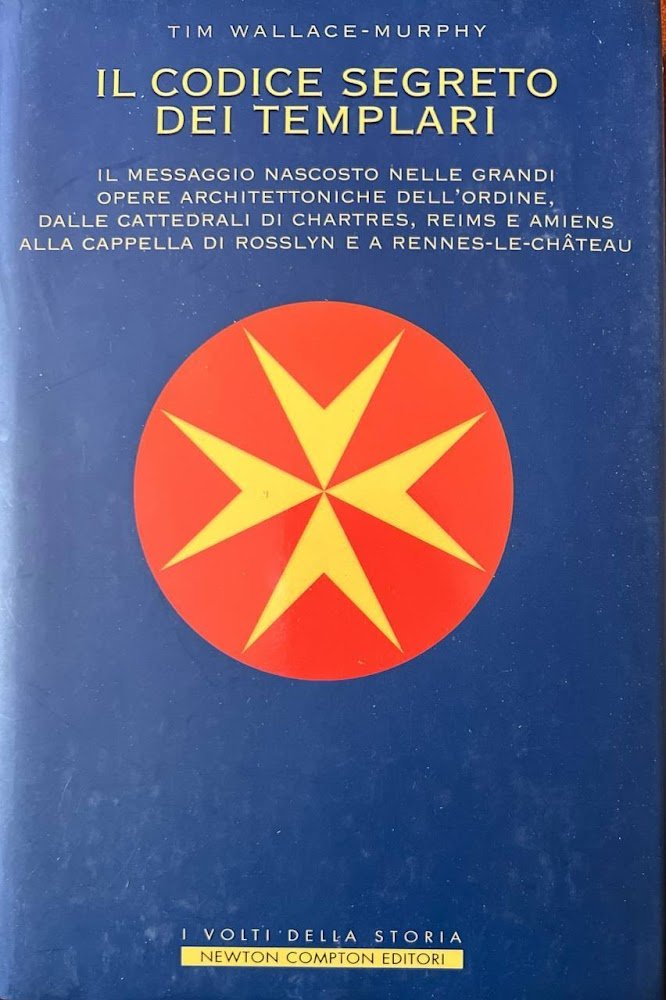 TIM WALLACE-MURPHY
IL CODICE SEGRETO
DEI TEMPLARI
IL MESSAGGIO NASCOSTO NELLE GRANDI
OPERE ARCHITETTONICHE DELL'ORDINE,
DALLE CATTEDRALI DI CHARTRES, REIMS E AMIENS
ALLA CAPPELLA DI ROSSLYN E A RENNES-LE-CHÂTEAU
I VOLTI DELLA STORIA
NEWTON COMPTON EDITORI